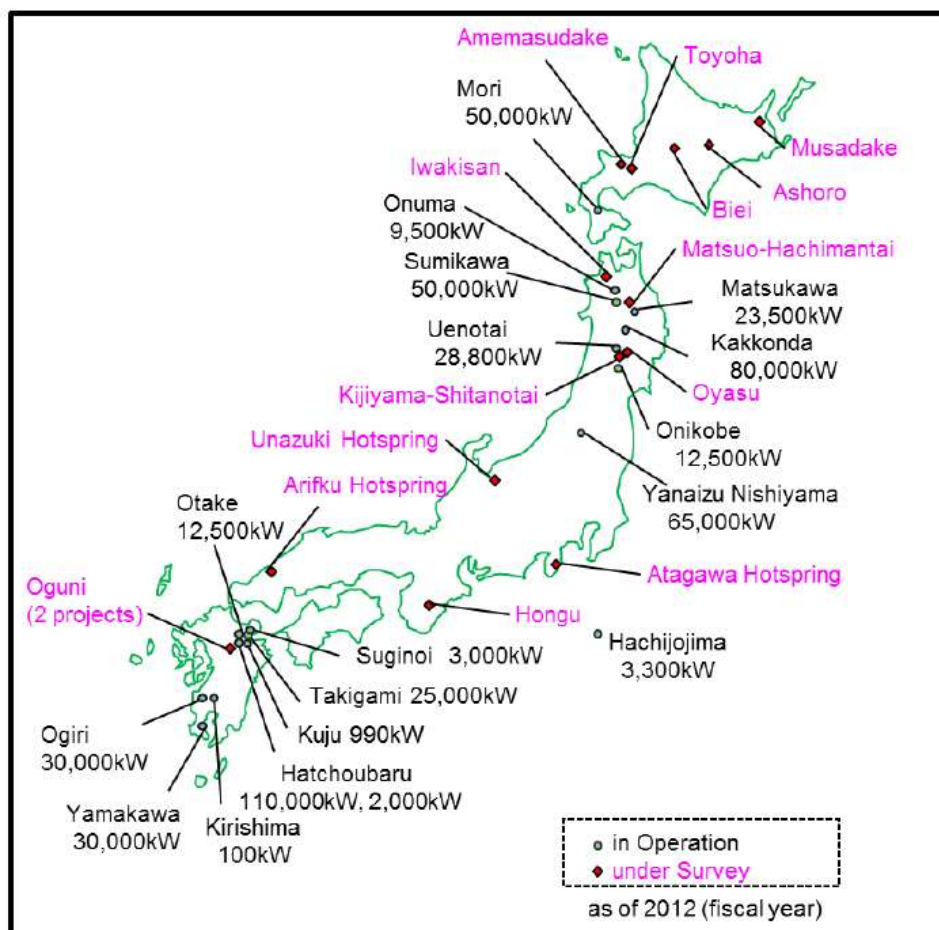 Amemasudake
Toyoha
Mori
50,000kW
Musadake
Iwakisan
Ashoro
Onuma
9,500kW
Biei
Matsuo-Hachimantai
Sumikawa
50,000kW
Matsukawa
23,500kW
Uenotai
28,800kW
Kakkonda
80,000kW
Kijiyama-Shitanotai
Oyasu
Onikobe
12,500kW
Unazuki Hotspring
Arifku Hotspring
Yanaizu Nishiyama
65,000kW
Otake
12,500kW
Atagawa Hotspring
Oguni
(2 projects)
Hongu
Hachijojima
3,300kW
Suginoi 3,000kW
Takigami 25,000kW
Ogiri
30,000kW
Kuju 990kW
Hatchoubaru
110,000kW, 2,000kW
Yamakawa
30,000kW
Kirishima
100kW
in Operation
under Survey
as of 2012 (fiscal year)